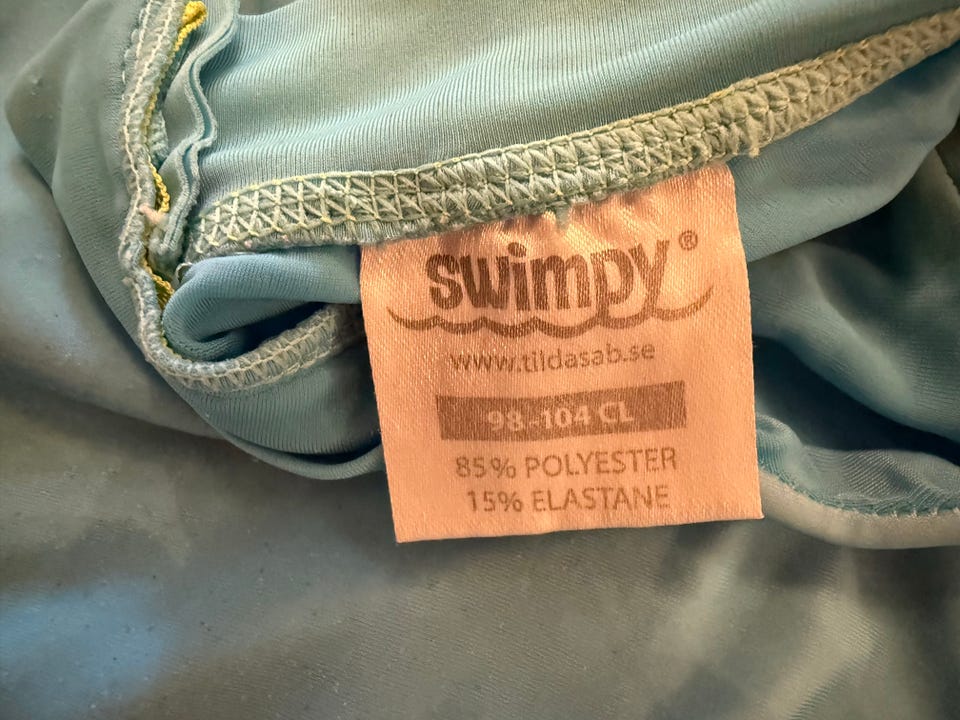 swimpy®
www.tildasab.se
98-104 CL
85% POLYESTER
15% ELASTANE